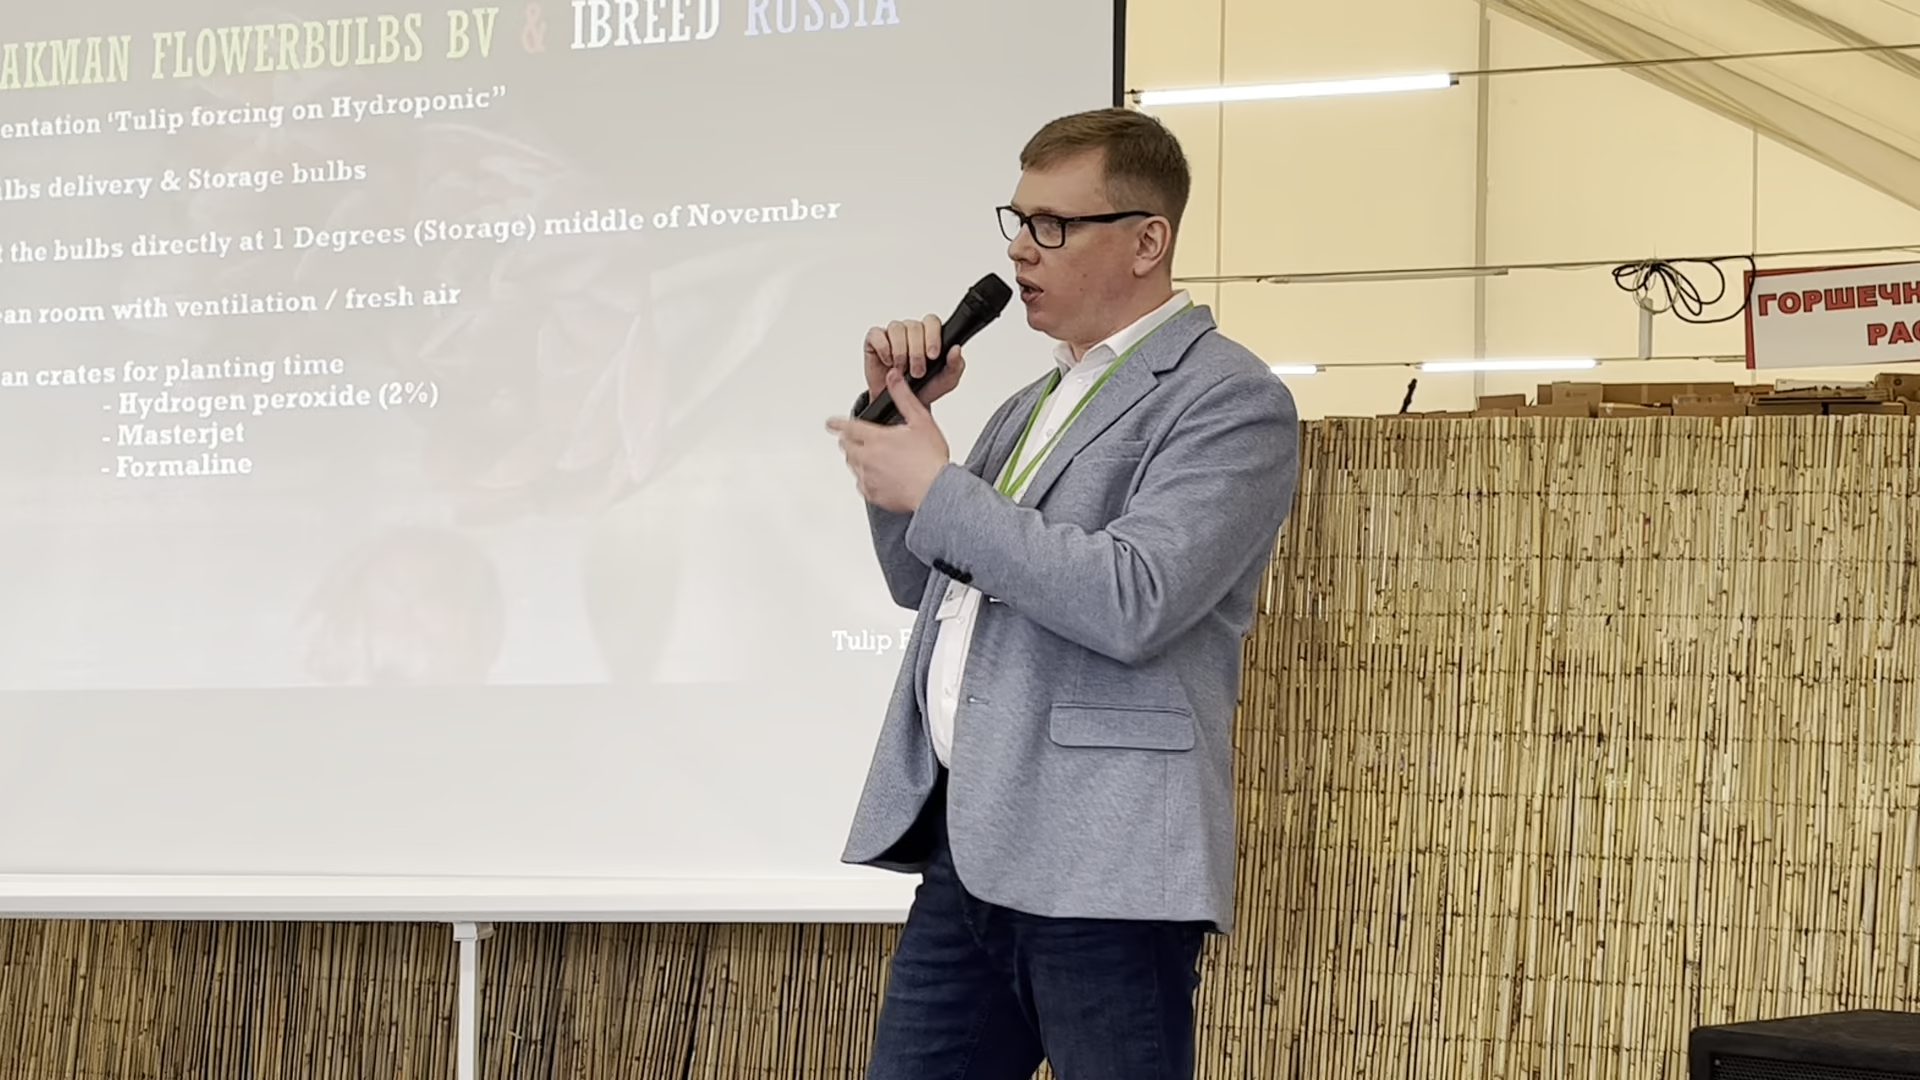 AKMAN FLOWERBULBS BV & IBREED RUSSIA
entation ‘Tulip forcing on Hydroponic”
lbs delivery & Storage bulbs
the bulbs directly at 1 Degrees (Storage) middle of November
an room with ventilation / fresh air
an crates for planting time
- Hydrogen peroxide (2%)
- Masterjet
- Formaline
Tulip
ГОРШЕЧН
РАС